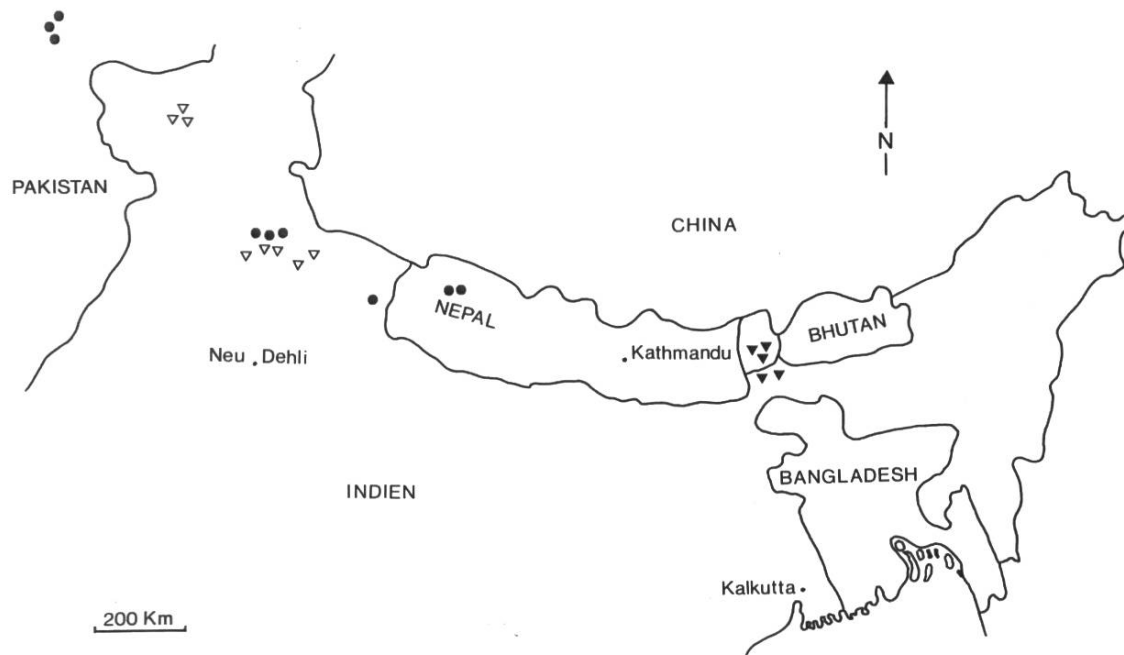 N
PAKISTAN
CHINA
NEPAL
BHUTAN
Neu Dehli
Kathmandu
BANGLADESH
INDIEN
Kalkutta
200 Km